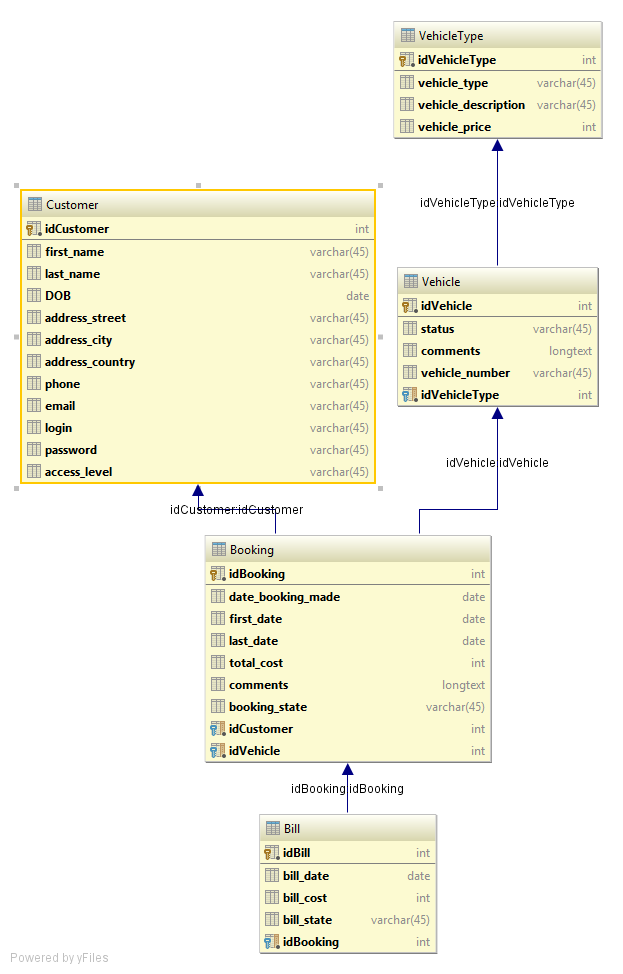 VehicleType
idVehicleType int
vehicle_type varchar(45)
vehicle_description varchar(45)
vehicle_price int
idVehicleType:idVehicleType
Customer
idCustomer int
first_name varchar(45)
last_name varchar(45)
DOB date
address_street varchar(45)
address_city varchar(45)
address_country varchar(45)
phone varchar(45)
email varchar(45)
login varchar(45)
password varchar(45)
access_level varchar(45)
Vehicle
idVehicle int
status varchar(45)
comments longtext
vehicle_number varchar(45)
idVehicleType int
idVehicle:idVehicle
idCustomer:idCustomer
Booking
idBooking int
date_booking_made date
first_date date
last_date date
total_cost int
comments longtext
booking_state varchar(45)
idCustomer int
idVehicle int
idBooking:idBooking
Bill
idBill int
bill_date date
bill_cost int
bill_state varchar(45)
idBooking int
Powered by yFiles